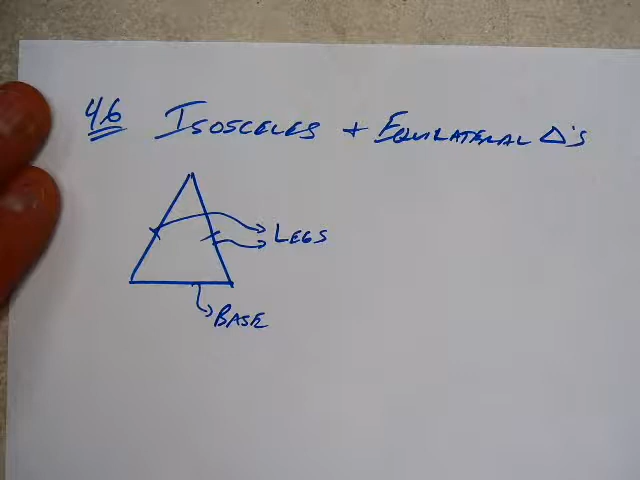 4.6 ISOSCELES + EQUILATERAL Δ'S
LEGS
BASE